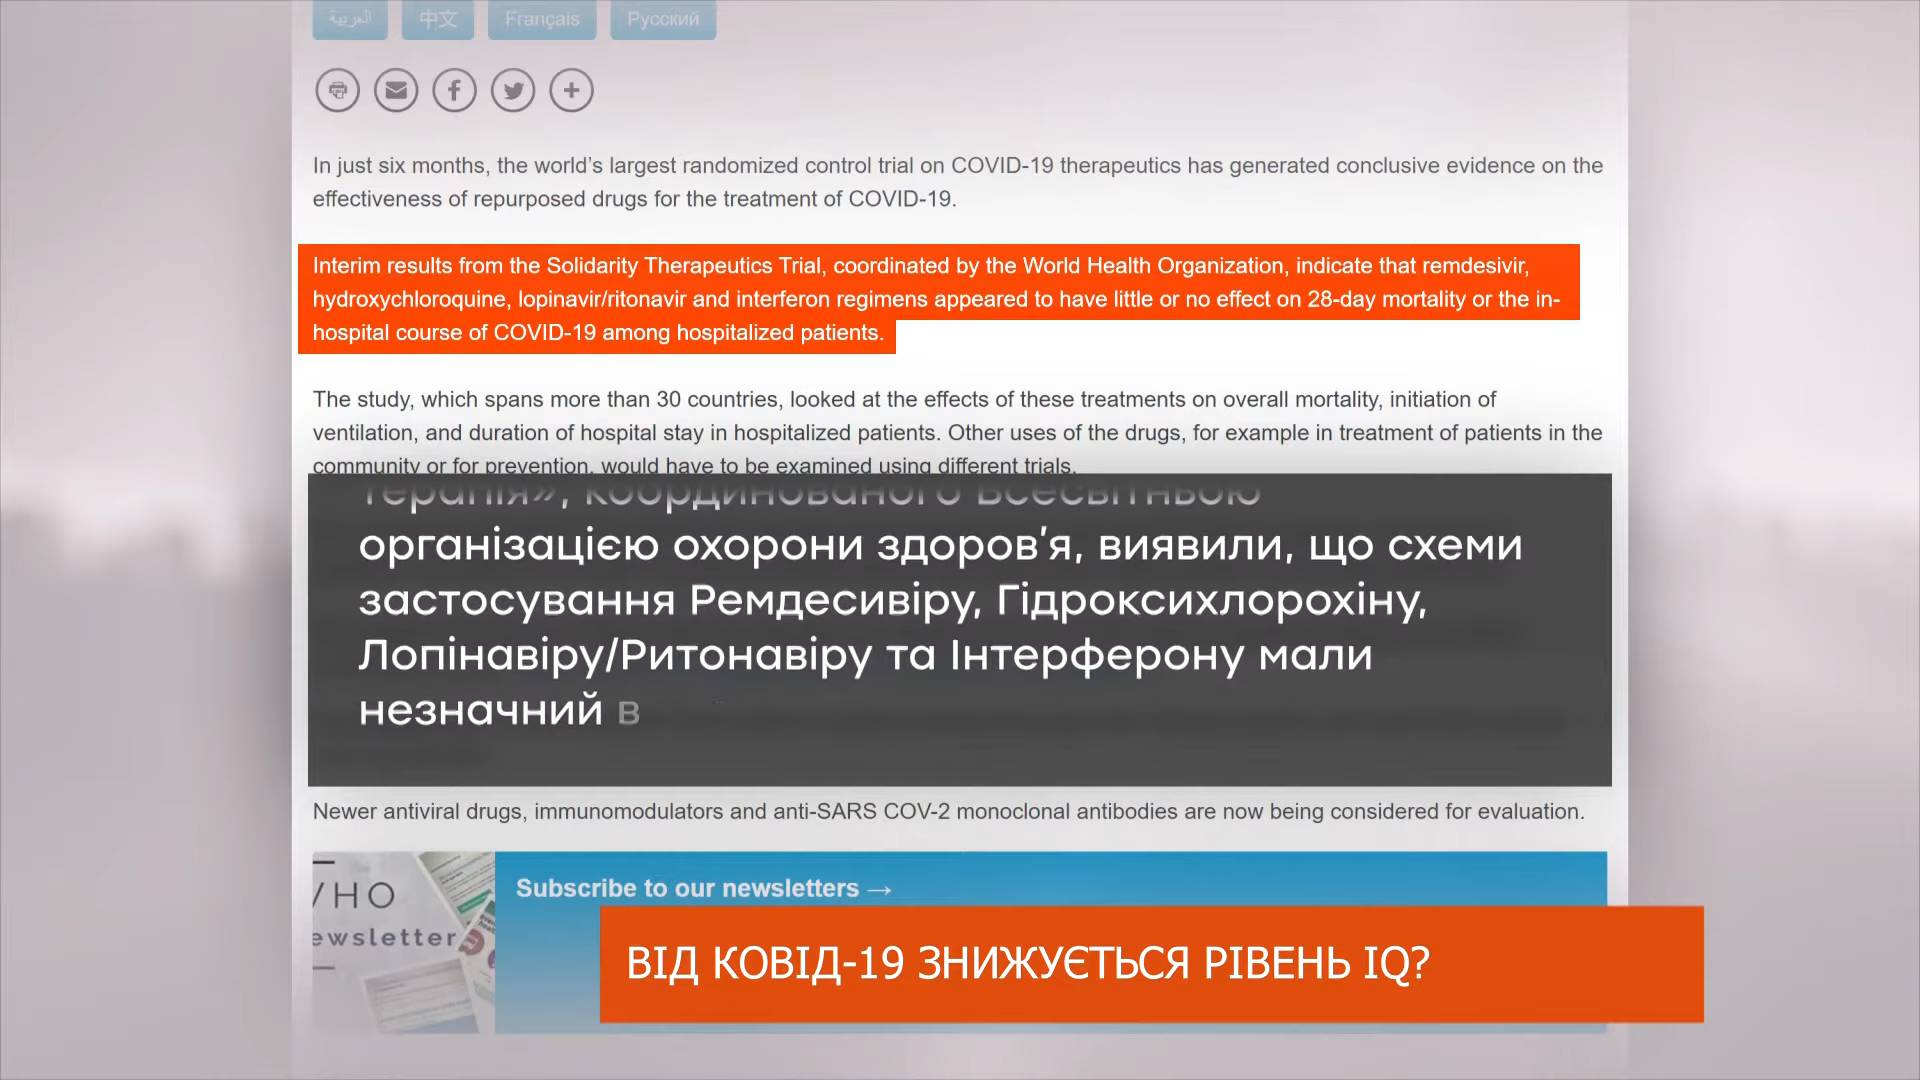 العربية
中文
Français
Русский
In just six months, the world’s largest randomized control trial on COVID-19 therapeutics has generated conclusive evidence on the
effectiveness of repurposed drugs for the treatment of COVID-19.
Interim results from the Solidarity Therapeutics Trial, coordinated by the World Health Organization, indicate that remdesivir,
hydroxychloroquine, lopinavir/ritonavir and interferon regimens appeared to have little or no effect on 28-day mortality or the in-
hospital course of COVID-19 among hospitalized patients.
The study, which spans more than 30 countries, looked at the effects of these treatments on overall mortality, initiation of
ventilation, and duration of hospital stay in hospitalized patients. Other uses of the drugs, for example in treatment of patients in the
community or for prevention, would have to be examined using different trials.
терапія», координованого Всесвітньою
організацією охорони здоров’я, виявили, що схеми
застосування Ремдесивіру, Гідроксихлорохіну,
Лопінавіру/Ритонавіру та Інтерферону мали
незначний в
Newer antiviral drugs, immunomodulators and anti-SARS COV-2 monoclonal antibodies are now being considered for evaluation.
WHO
ewsletter
Subscribe to our newsletters →
ВІД КОВІД-19 ЗНИЖУЄТЬСЯ РІВЕНЬ IQ?